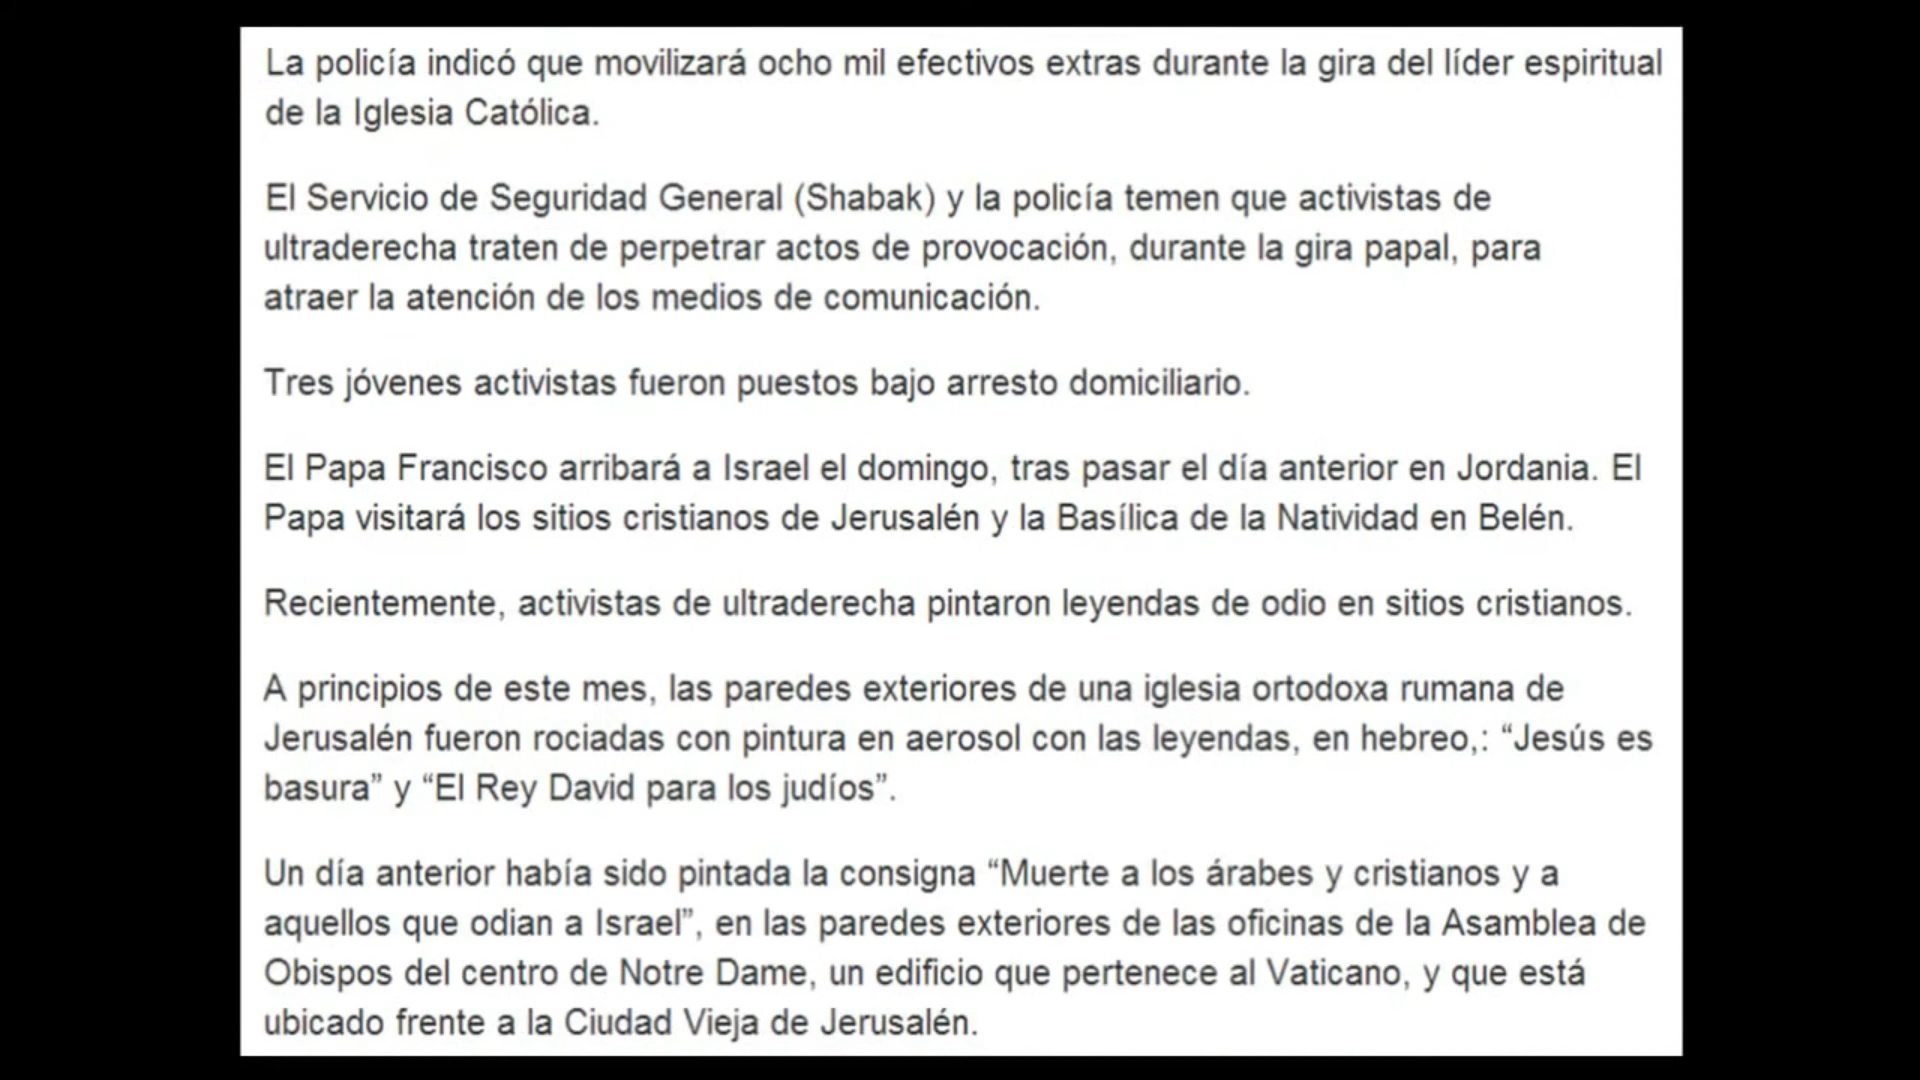 La policía indicó que movilizará ocho mil efectivos extras durante la gira del líder espiritual
de la Iglesia Católica.
El Servicio de Seguridad General (Shabak) y la policía temen que activistas de
ultraderecha traten de perpetrar actos de provocación, durante la gira papal, para
atraer la atención de los medios de comunicación.
Tres jóvenes activistas fueron puestos bajo arresto domiciliario.
El Papa Francisco arribará a Israel el domingo, tras pasar el día anterior en Jordania. El
Papa visitará los sitios cristianos de Jerusalén y la Basílica de la Natividad en Belén.
Recientemente, activistas de ultraderecha pintaron leyendas de odio en sitios cristianos.
A principios de este mes, las paredes exteriores de una iglesia ortodoxa rumana de
Jerusalén fueron rociadas con pintura en aerosol con las leyendas, en hebreo,: “Jesús es
basura” y “El Rey David para los judíos”.
Un día anterior había sido pintada la consigna “Muerte a los árabes y cristianos y a
aquellos que odian a Israel”, en las paredes exteriores de las oficinas de la Asamblea de
Obispos del centro de Notre Dame, un edificio que pertenece al Vaticano, y que está
ubicado frente a la Ciudad Vieja de Jerusalén.